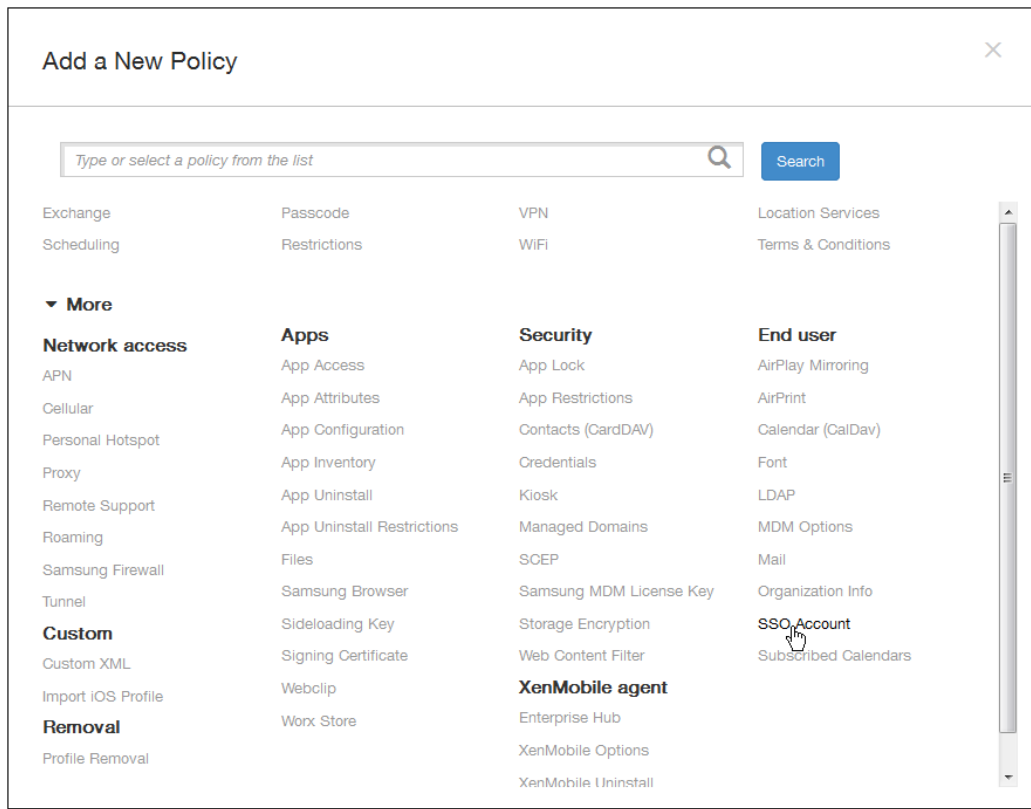 Add a New Policy
Type or select a policy from the list
Search
Exchange
Passcode
VPN
Location Services
Scheduling
Restrictions
WiFi
Terms & Conditions
More
Network access
APN
Cellular
Personal Hotspot
Proxy
Remote Support
Roaming
Samsung Firewall
Tunnel
Custom
Custom XML
Import iOS Profile
Removal
Profile Removal
Apps
App Access
App Attributes
App Configuration
App Inventory
App Uninstall
App Uninstall Restrictions
Files
Samsung Browser
Sideloading Key
Signing Certificate
Webclip
Worx Store
Security
App Lock
App Restrictions
Contacts (CardDAV)
Credentials
Kiosk
Managed Domains
SCEP
Samsung MDM License Key
Storage Encryption
Web Content Filter
XenMobile agent
Enterprise Hub
XenMobile Options
XenMobile Uninstall
End user
AirPlay Mirroring
AirPrint
Calendar (CalDav)
Font
LDAP
MDM Options
Mail
Organization Info
SSO Account
Subscribed Calendars